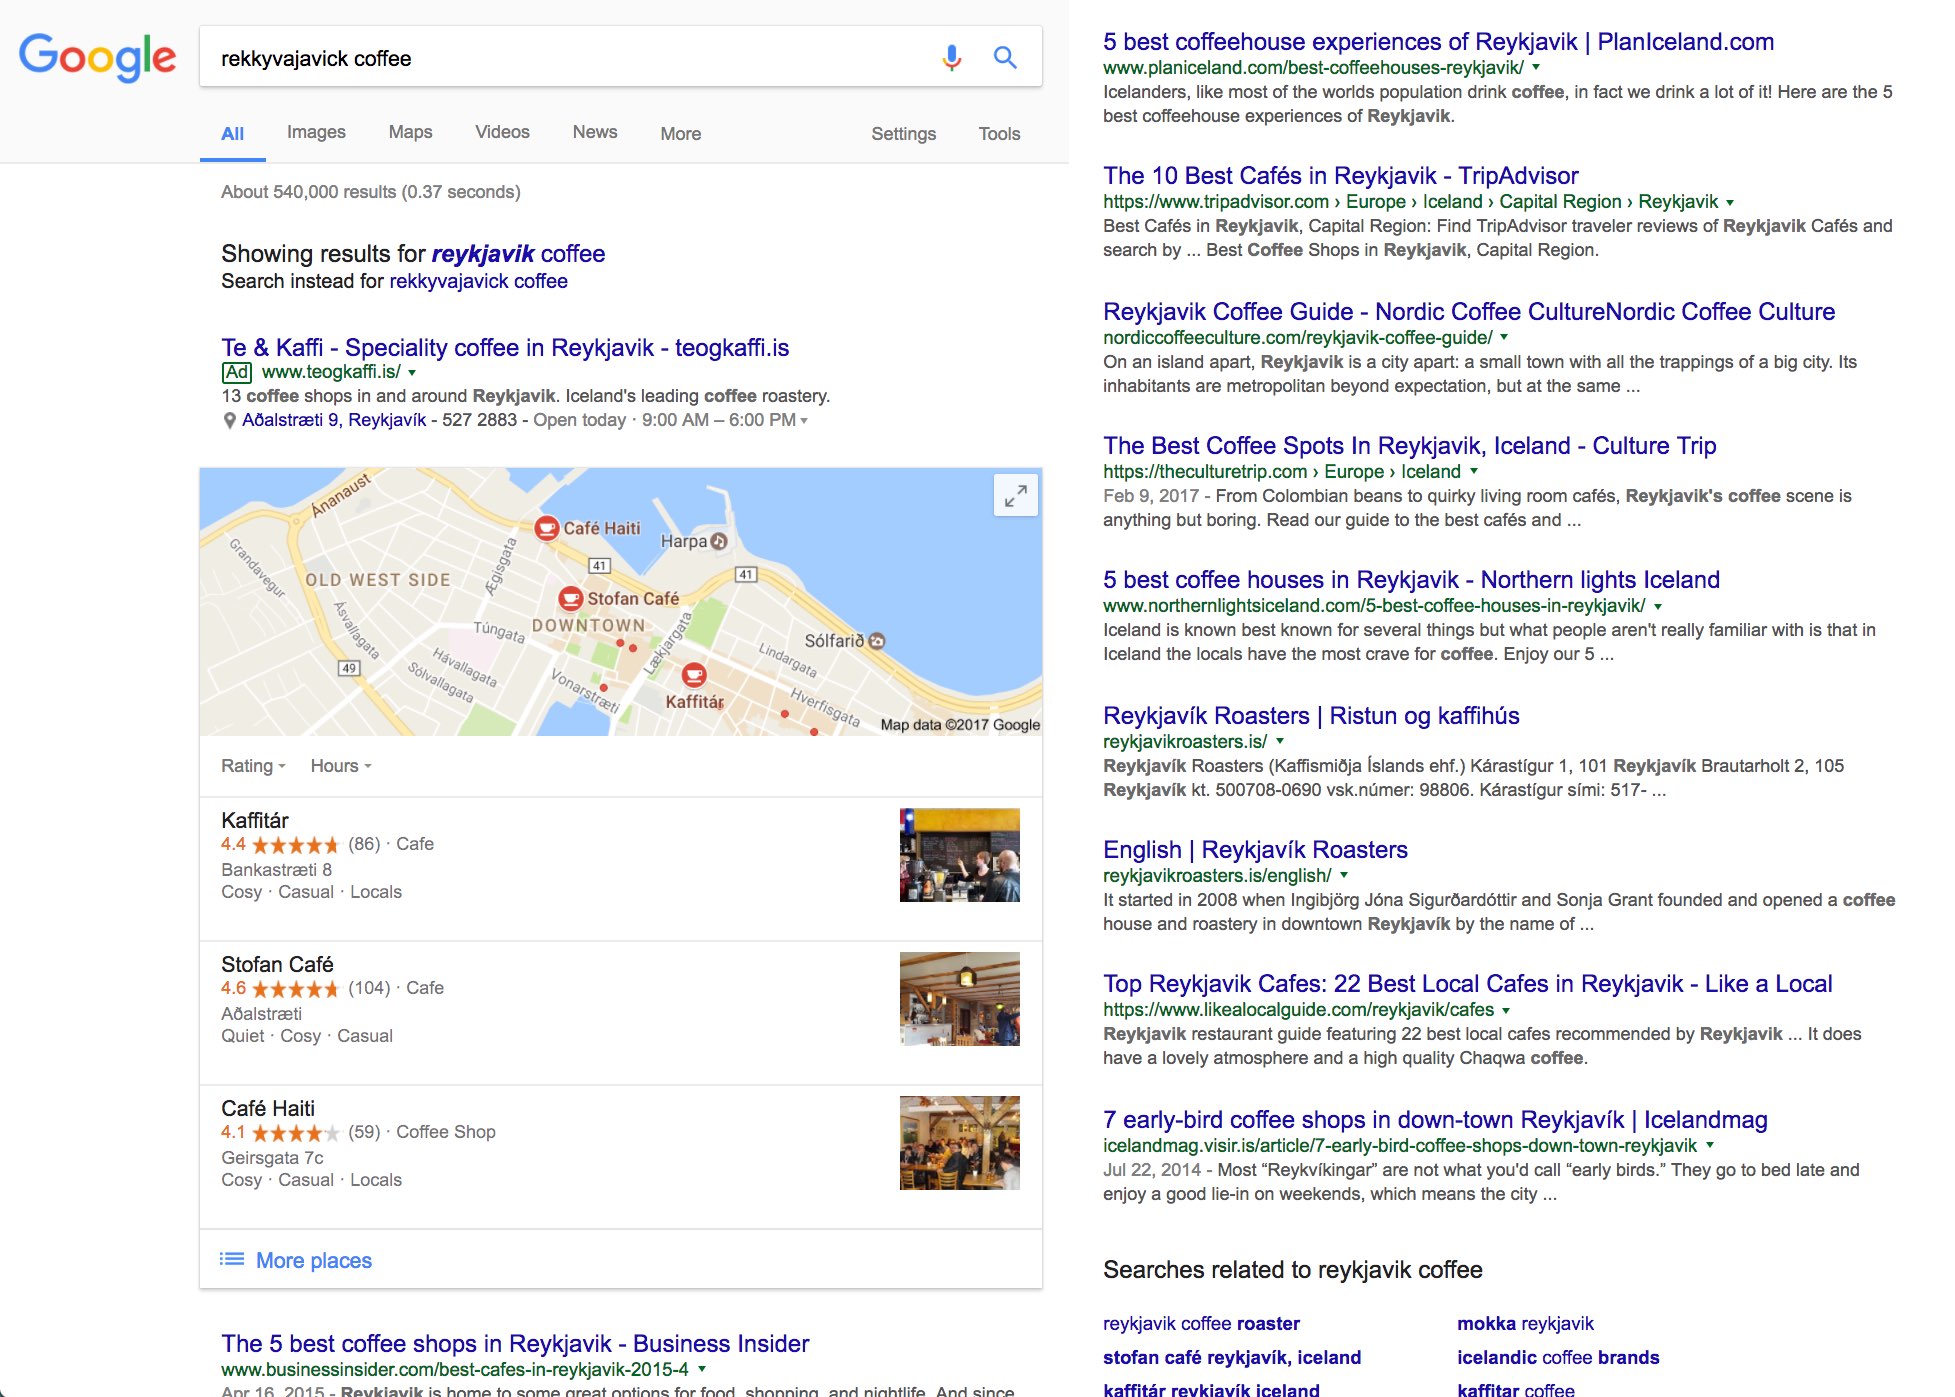 Google
rekkyvajavick coffee
All Images Maps Videos News More Settings Tools
About 540,000 results (0.37 seconds)
Showing results for reykjavik coffee
Search instead for rekkyvajavick coffee
Te & Kaffi - Speciality coffee in Reykjavik - teogkaffi.is
Ad www.teogkaffi.is/
13 coffee shops in and around Reykjavik. Iceland's leading coffee roastery.
Aðalstræti 9, Reykjavík - 527 2883 - Open today · 9:00 AM – 6:00 PM
Ánanaust
Café Haiti
Harpa
Grandavegur
Ægisgata
41
41
OLD WEST SIDE
Stofan Café
Ásvallagata
Túngata
DOWNTOWN
Lækjargata
Sólfarið
49
Hávallagata
Sólvallagata
Vonarstræti
Lindargata
Kaffitár
Hverfisgata
Map data ©2017 Google
Rating Hours
Kaffitár
4.4 (86) · Cafe
Bankastræti 8
Cosy · Casual · Locals
Stofan Café
4.6 (104) · Cafe
Aðalstræti
Quiet · Cosy · Casual
Café Haiti
4.1 (59) · Coffee Shop
Geirsgata 7c
Cosy · Casual · Locals
More places
The 5 best coffee shops in Reykjavik - Business Insider
www.businessinsider.com/best-cafes-in-reykjavik-2015-4
Apr 16, 2015 - Reykjavik is home to some great options for food, shopping, and nightlife. And since
5 best coffeehouse experiences of Reykjavik | PlanIceland.com
www.planiceland.com/best-coffeehouses-reykjavik/
Icelanders, like most of the worlds population drink coffee, in fact we drink a lot of it! Here are the 5
best coffeehouse experiences of Reykjavik.
The 10 Best Cafés in Reykjavik - TripAdvisor
https://www.tripadvisor.com › Europe › Iceland › Capital Region › Reykjavik
Best Cafés in Reykjavik, Capital Region: Find TripAdvisor traveler reviews of Reykjavik Cafés and
search by ... Best Coffee Shops in Reykjavik, Capital Region.
Reykjavik Coffee Guide - Nordic Coffee CultureNordic Coffee Culture
nordiccoffeeculture.com/reykjavik-coffee-guide/
On an island apart, Reykjavik is a city apart: a small town with all the trappings of a big city. Its
inhabitants are metropolitan beyond expectation, but at the same ...
The Best Coffee Spots In Reykjavik, Iceland - Culture Trip
https://theculturetrip.com › Europe › Iceland
Feb 9, 2017 - From Colombian beans to quirky living room cafés, Reykjavik's coffee scene is
anything but boring. Read our guide to the best cafés and ...
5 best coffee houses in Reykjavik - Northern lights Iceland
www.northernlightsiceland.com/5-best-coffee-houses-in-reykjavik/
Iceland is known best known for several things but what people aren't really familiar with is that in
Iceland the locals have the most crave for coffee. Enjoy our 5 ...
Reykjavík Roasters | Ristun og kaffihús
reykjavikroasters.is/
Reykjavík Roasters (Kaffismiðja Íslands ehf.) Kárastígur 1, 101 Reykjavík Brautarholt 2, 105
Reykjavík kt. 500708-0690 vsk.númer: 98806. Kárastígur sími: 517- ...
English | Reykjavík Roasters
reykjavikroasters.is/english/
It started in 2008 when Ingibjörg Jóna Sigurðardóttir and Sonja Grant founded and opened a coffee
house and roastery in downtown Reykjavík by the name of ...
Top Reykjavik Cafes: 22 Best Local Cafes in Reykjavik - Like a Local
https://www.likealocalguide.com/reykjavik/cafes
Reykjavik restaurant guide featuring 22 best local cafes recommended by Reykjavik ... It does
have a lovely atmosphere and a high quality Chaqwa coffee.
7 early-bird coffee shops in down-town Reykjavík | Icelandmag
icelandmag.visir.is/article/7-early-bird-coffee-shops-down-town-reykjavik
Jul 22, 2014 - Most “Reykvíkingar” are not what you'd call “early birds.” They go to bed late and
enjoy a good lie-in on weekends, which means the city ...
Searches related to reykjavik coffee
reykjavik coffee roaster
mokka reykjavik
stofan café reykjavík, iceland
icelandic coffee brands
kaffitár reykjavík iceland
kaffitar coffee